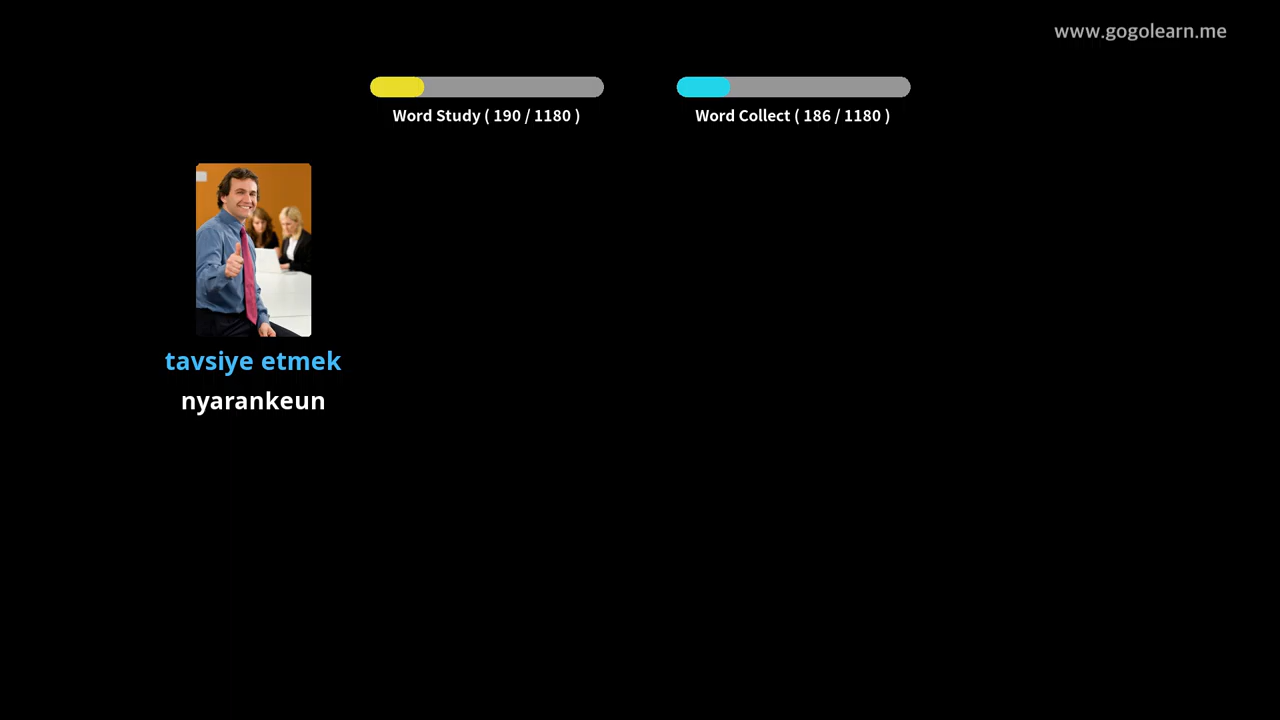 www.gogolearn.me
Word Study ( 190 / 1180 )
Word Collect ( 186 / 1180 )
tavsiye etmek
nyarankeun